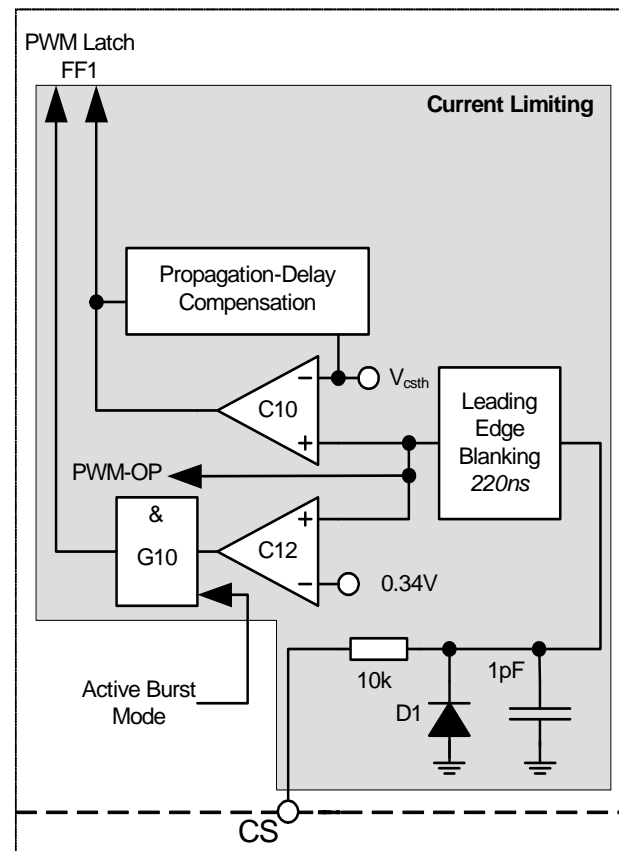 PWM Latch
FF1
Current Limiting
Propagation-Delay
Compensation
Vcsth
C10
Leading
Edge
Blanking
220ns
PWM-OP
&
G10
C12
0.34V
10k
1pF
D1
Active Burst
Mode
CS